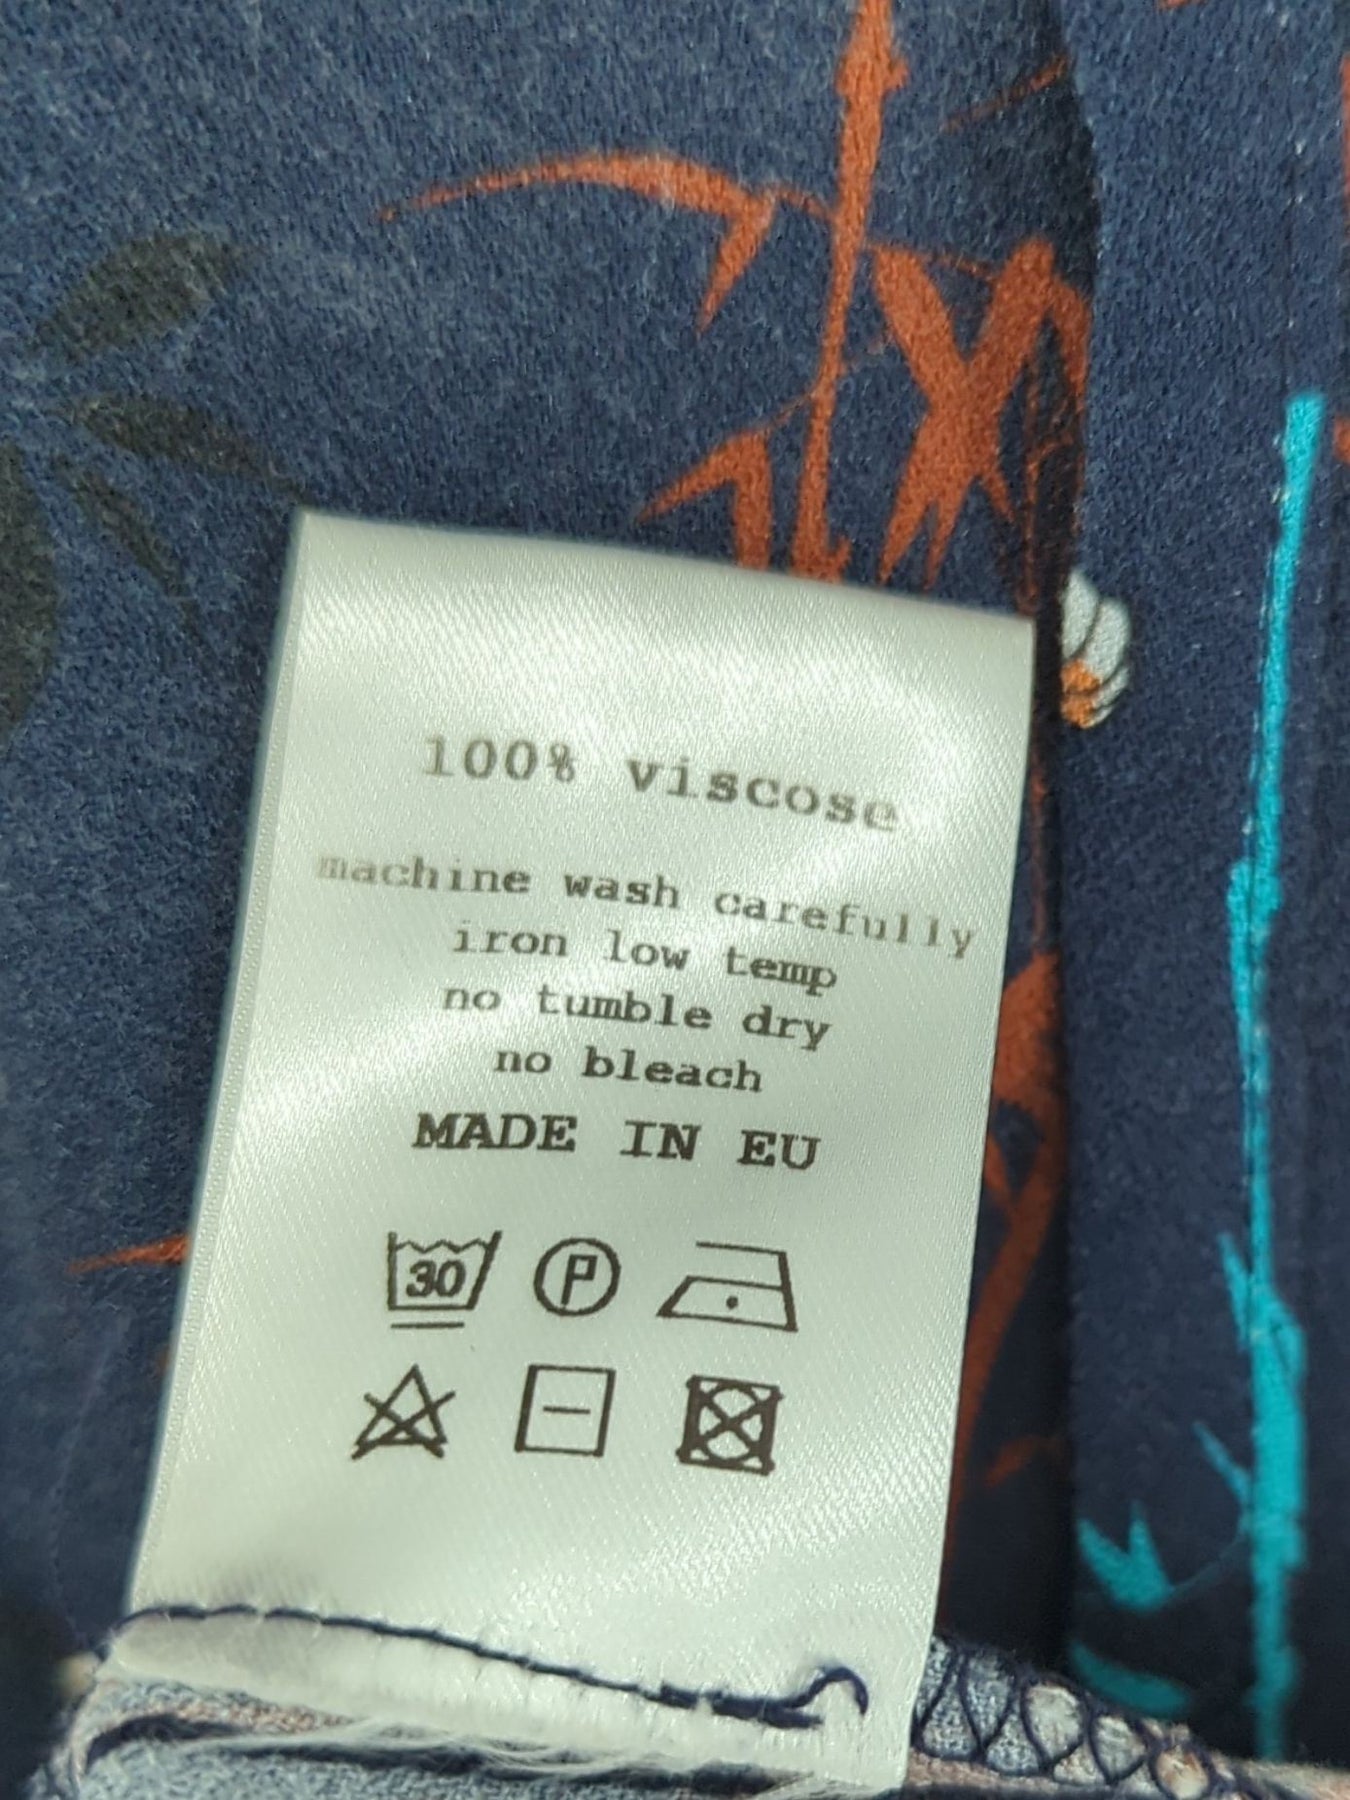 100% viscose
machine wash carefully
iron low temp
no tumble dry
no bleach
MADE IN EU
30 P